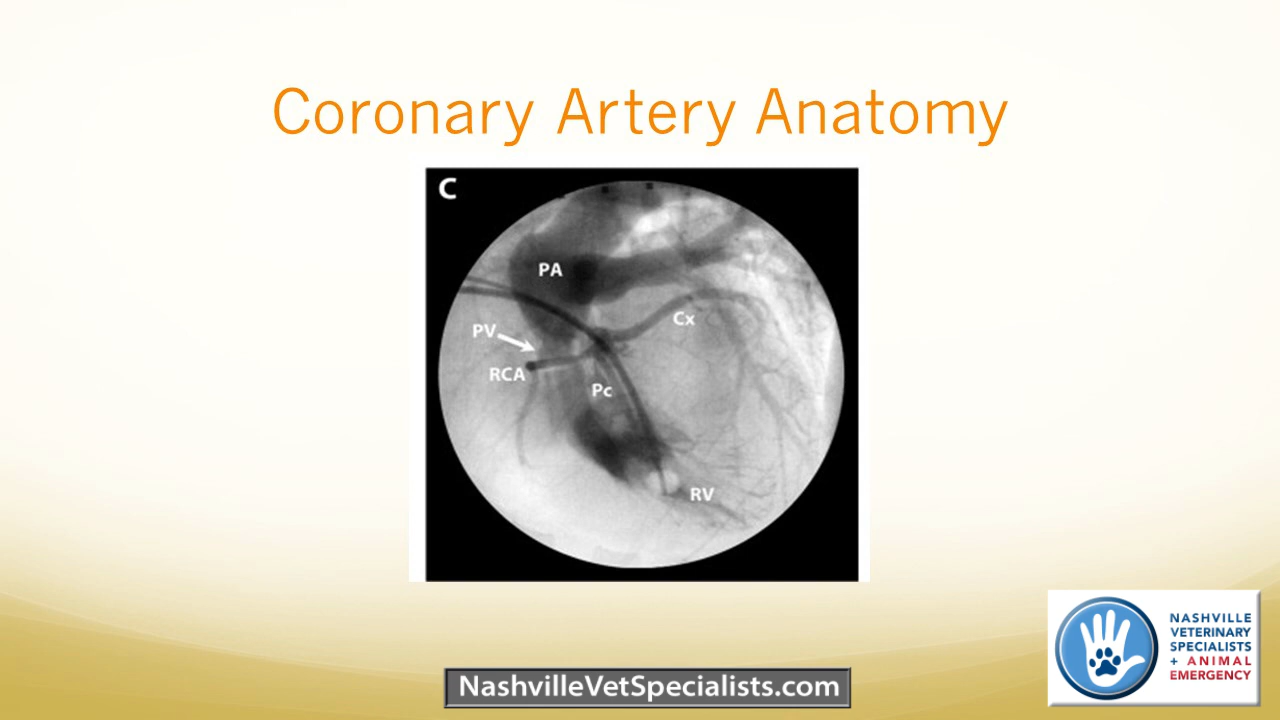 Coronary Artery Anatomy
C
PA
Cx
PV
RCA
Pc
RV
NASHVILLE
VETERINARY
SPECIALISTS
+ ANIMAL
EMERGENCY
NashvilleVetSpecialists.com